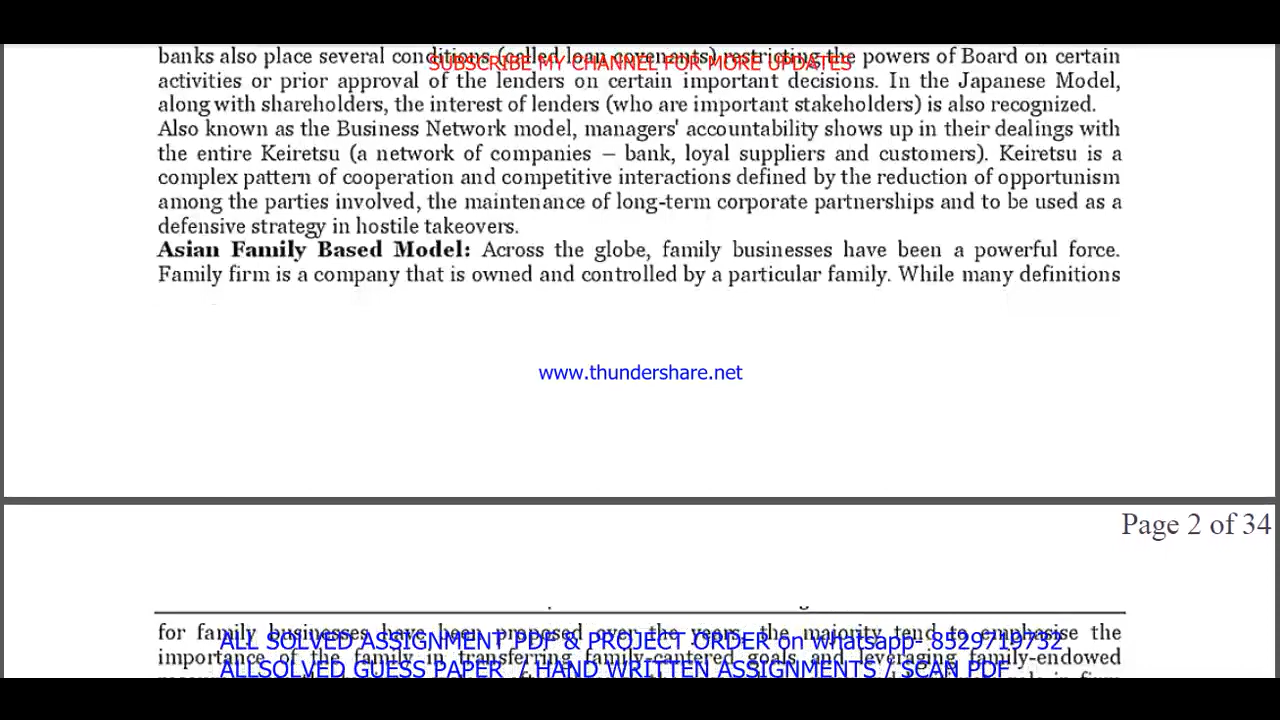 banks also place several conditions (called loan covenants) restricting the powers of Board on certain
SUBSCRIBE MY CHANNEL FOR MORE UPDATES
activities or prior approval of the lenders on certain important decisions. In the Japanese Model,
along with shareholders, the interest of lenders (who are important stakeholders) is also recognized.
Also known as the Business Network model, managers' accountability shows up in their dealings with
the entire Keiretsu (a network of companies – bank, loyal suppliers and customers). Keiretsu is a
complex pattern of cooperation and competitive interactions defined by the reduction of opportunism
among the parties involved, the maintenance of long-term corporate partnerships and to be used as a
defensive strategy in hostile takeovers.
Asian Family Based Model: Across the globe, family businesses have been a powerful force.
Family firm is a company that is owned and controlled by a particular family. While many definitions
www.thundershare.net
Page 2 of 34
for family businesses have been proposed over the years, the majority tend to emphasise the
ALL SOLVED ASSIGNMENT PDF & PROJECT ORDER on whatsapp- 8529719732
importance of the family in transferring family-cantered goals and leveraging family-endowed
ALLSOLVED GUESS PAPER / HAND WRITTEN ASSIGNMENTS / SCAN PDF